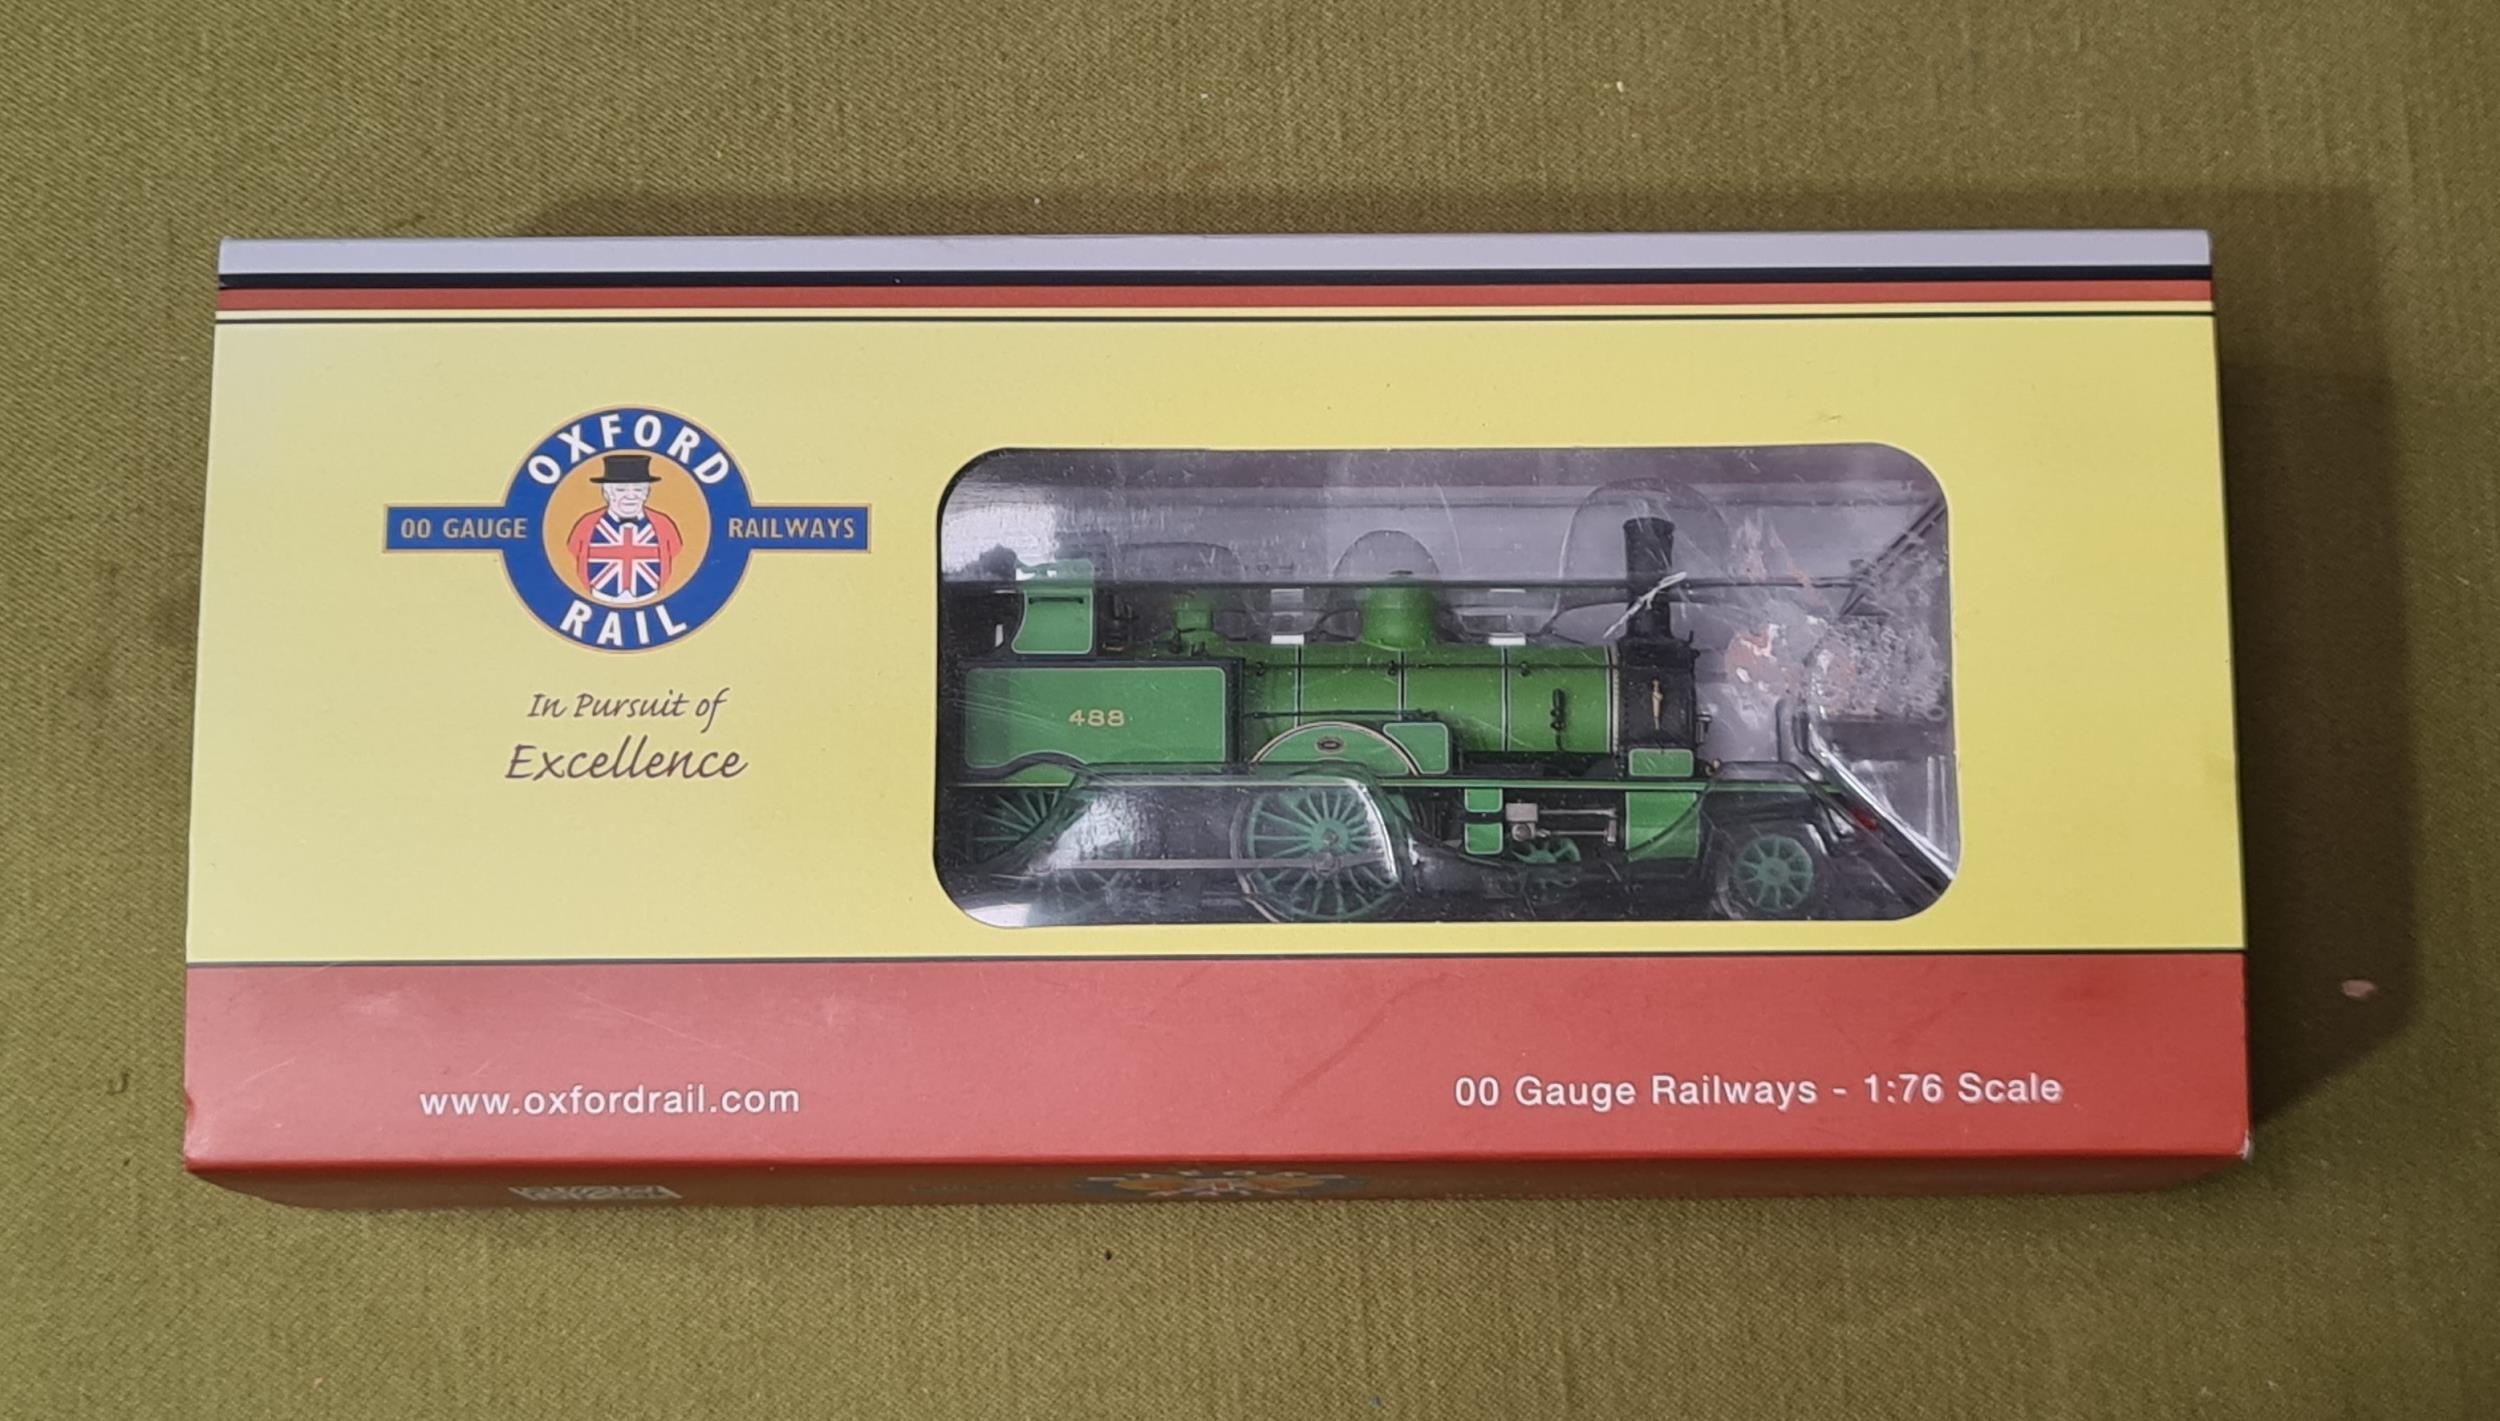 OXFORD
00 GAUGE RAILWAYS
RAIL
In Pursuit of
Excellence
488
www.oxfordrail.com
00 Gauge Railways - 1:76 Scale